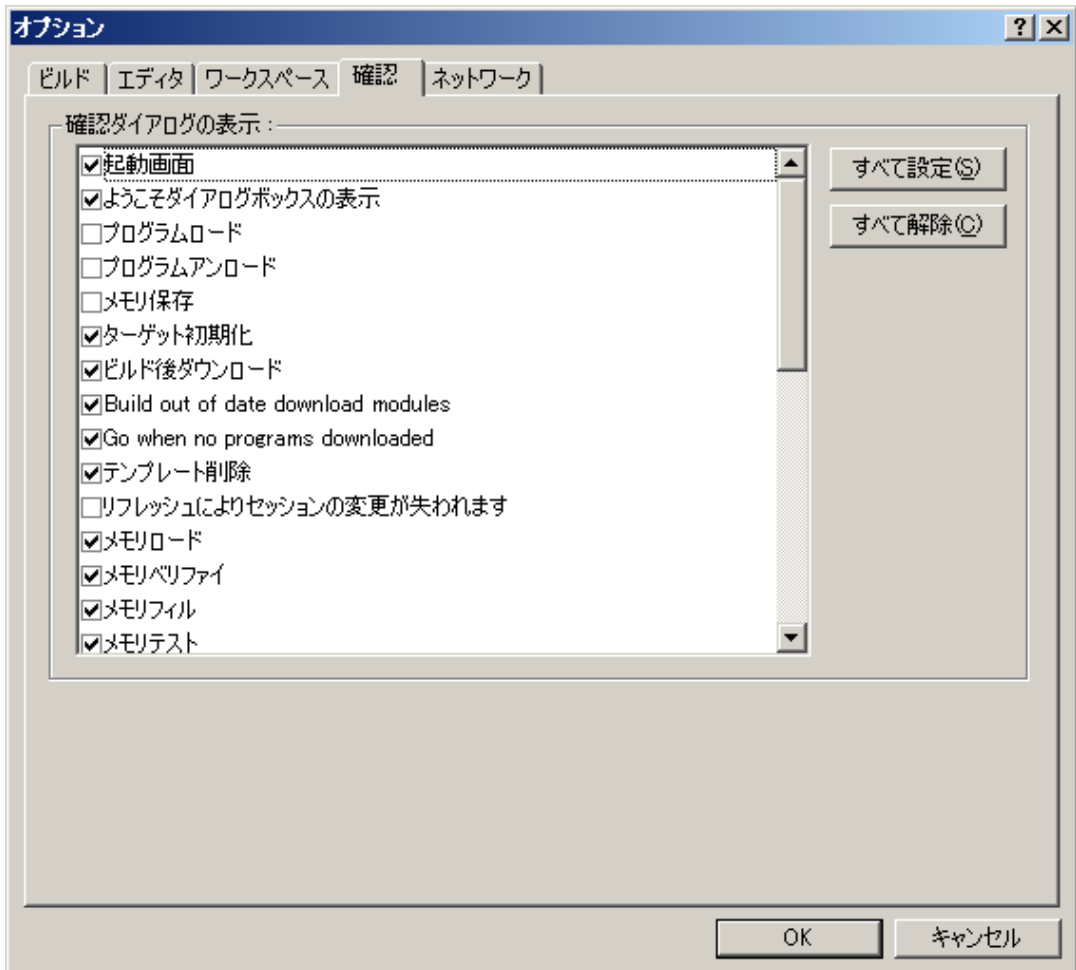 オプション
ビルド エディタ ワークスペース 確認 ネットワーク
確認ダイアログの表示：
起動画面
ようこそダイアログボックスの表示
プログラムロード
プログラムアンロード
メモリ保存
ターゲット初期化
ビルド後ダウンロード
Build out of date download modules
Go when no programs downloaded
テンプレート削除
リフレッシュによりセッションの変更が失われます
メモリロード
メモリベリファイ
メモリフィル
メモリテスト
すべて設定(S)
すべて解除(C)
OK キャンセル